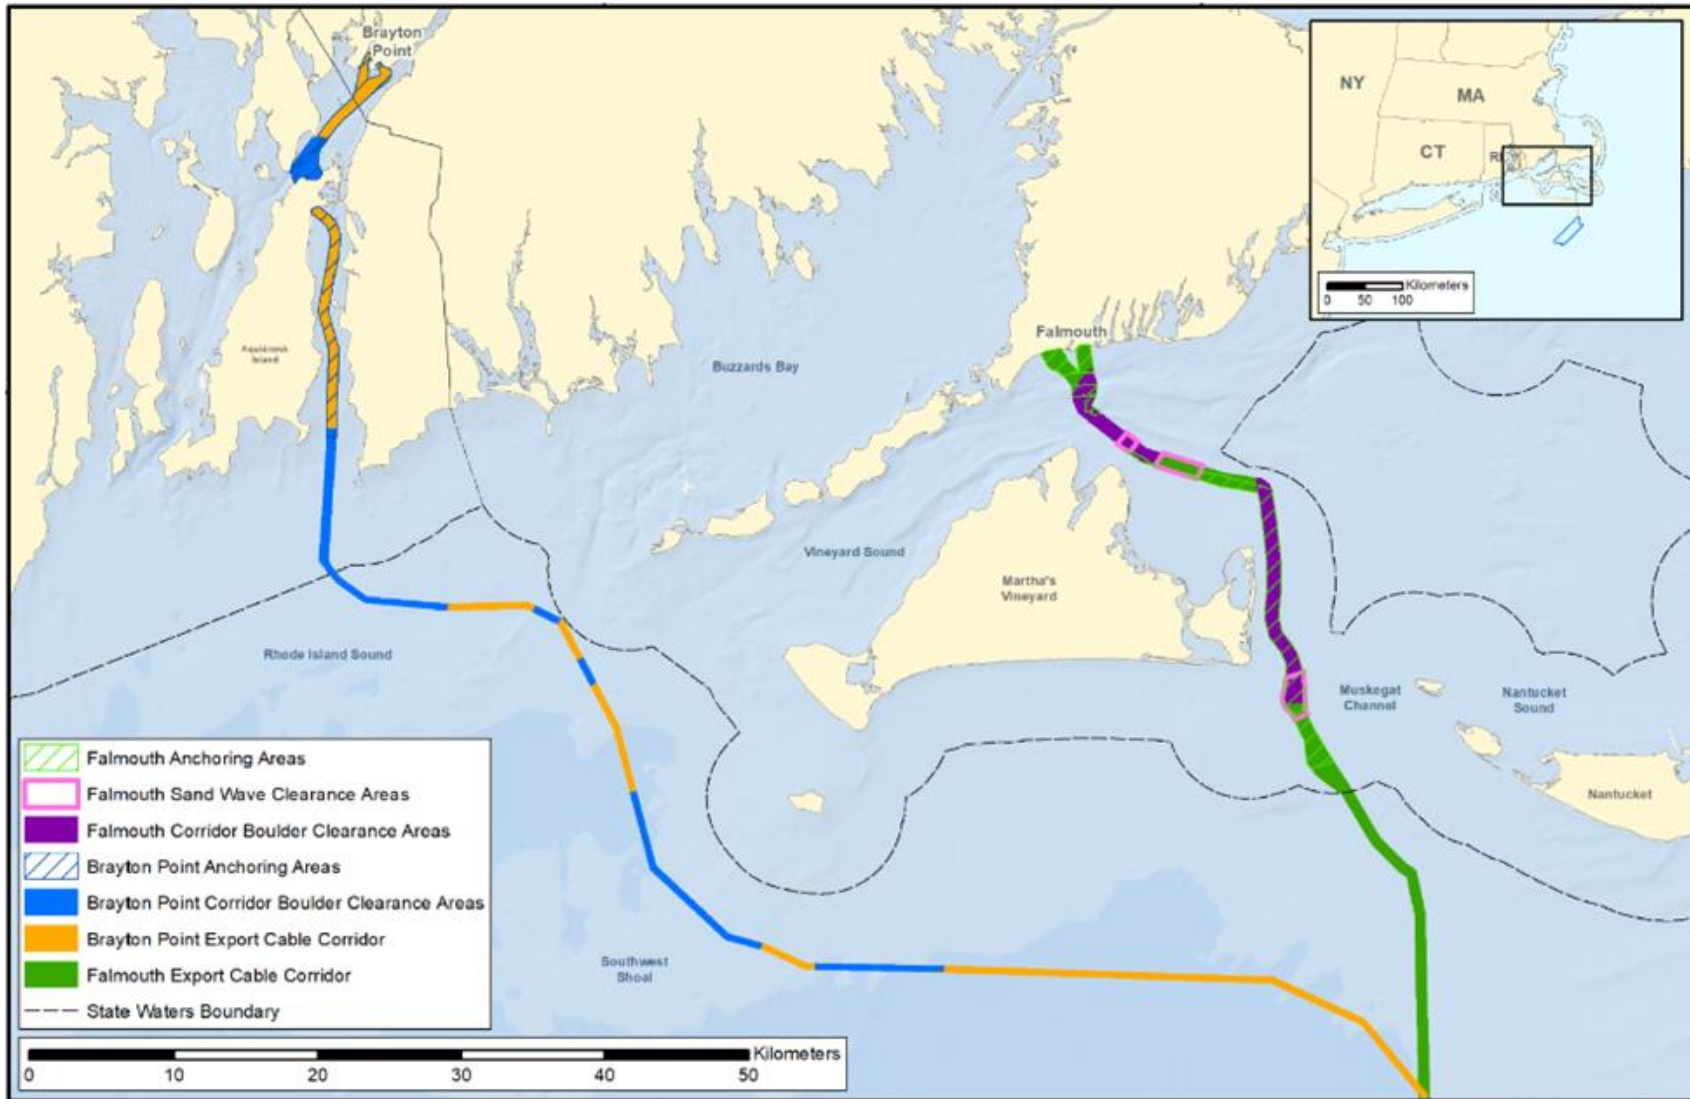 Brayton
Point
NY
MA
CT
Kilometers
0 50 100
Falmouth
Aquidneck
Island
Buzzards Bay
Vineyard Sound
Martha's
Vineyard
Rhode Island Sound
Muskegat
Channel
Nantucket
Sound
Nantucket
Southwest
Shoal
Falmouth Anchoring Areas
Falmouth Sand Wave Clearance Areas
Falmouth Corridor Boulder Clearance Areas
Brayton Point Anchoring Areas
Brayton Point Corridor Boulder Clearance Areas
Brayton Point Export Cable Corridor
Falmouth Export Cable Corridor
State Waters Boundary
Kilometers
0 10 20 30 40 50